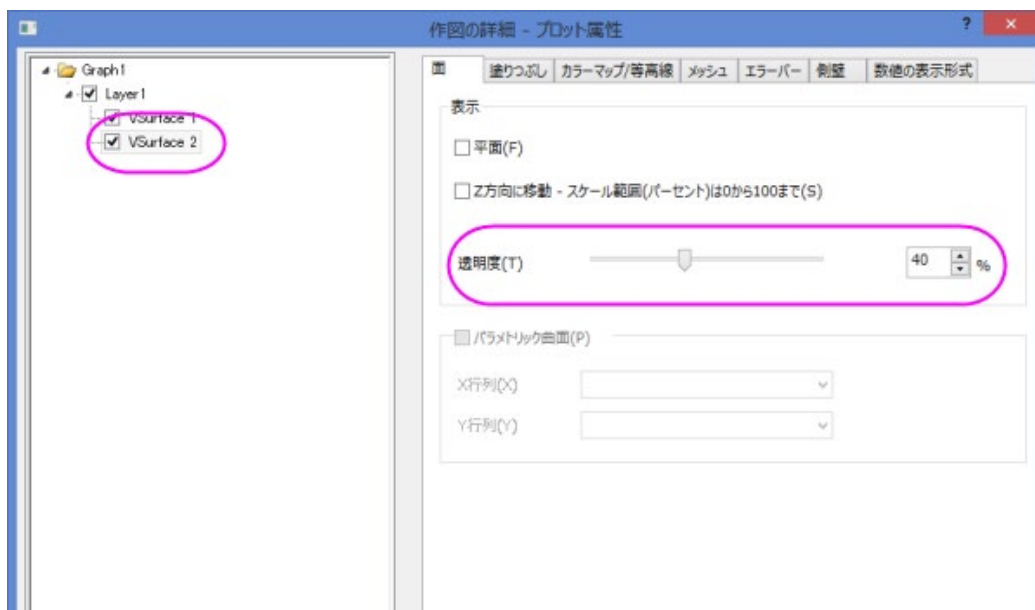 作図の詳細 - プロット属性
?
Graph1
Layer1
VSurface 1
VSurface 2
面 塗りつぶし カラーマップ/等高線 メッシュ エラーバー 側壁 数値の表示形式
表示
平面(F)
Z方向に移動 - スケール範囲(パーセント)は0から100まで(S)
透明度(T) 40 %
パラメトリック曲面(P)
X行列(X)
Y行列(Y)